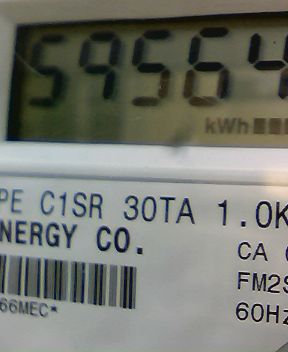 59564
kWh
PE C1SR 30TA 1.0K
NERGY CO.
CA
FM2S
60Hz
66MEC*